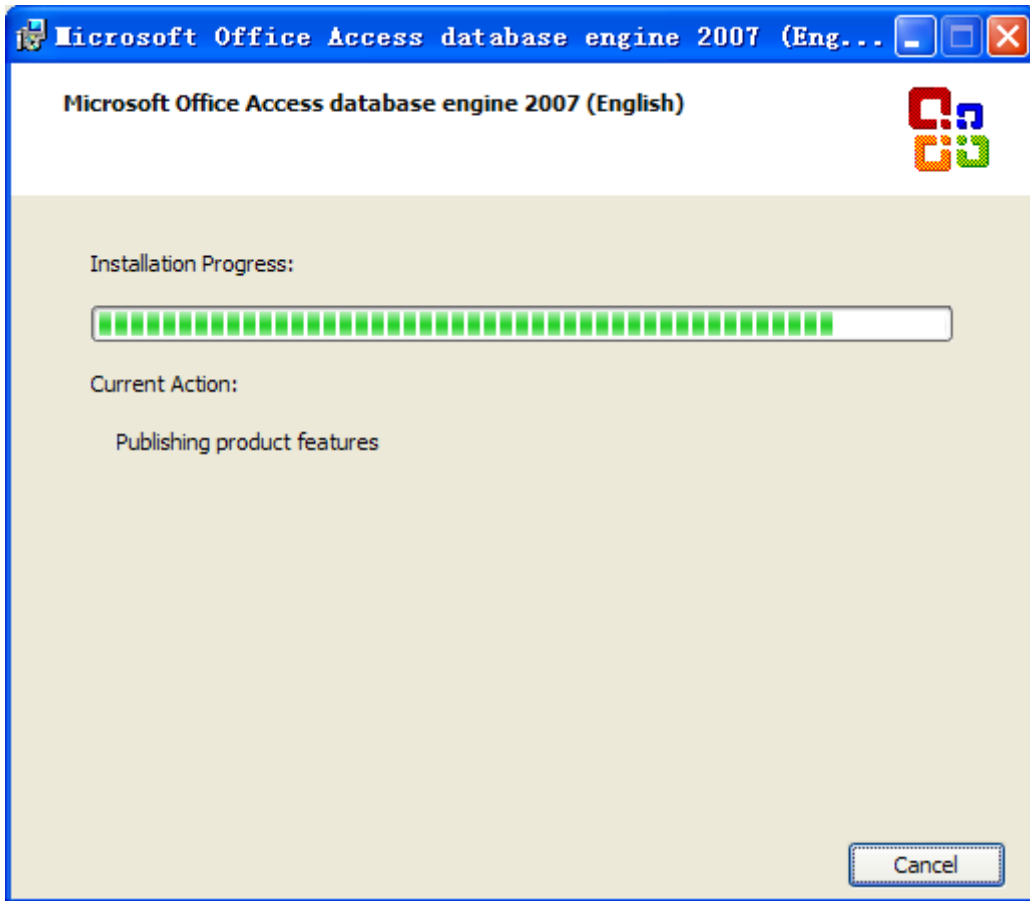 Microsoft Office Access database engine 2007 (Eng...
Microsoft Office Access database engine 2007 (English)
Installation Progress:
Current Action:
Publishing product features
Cancel